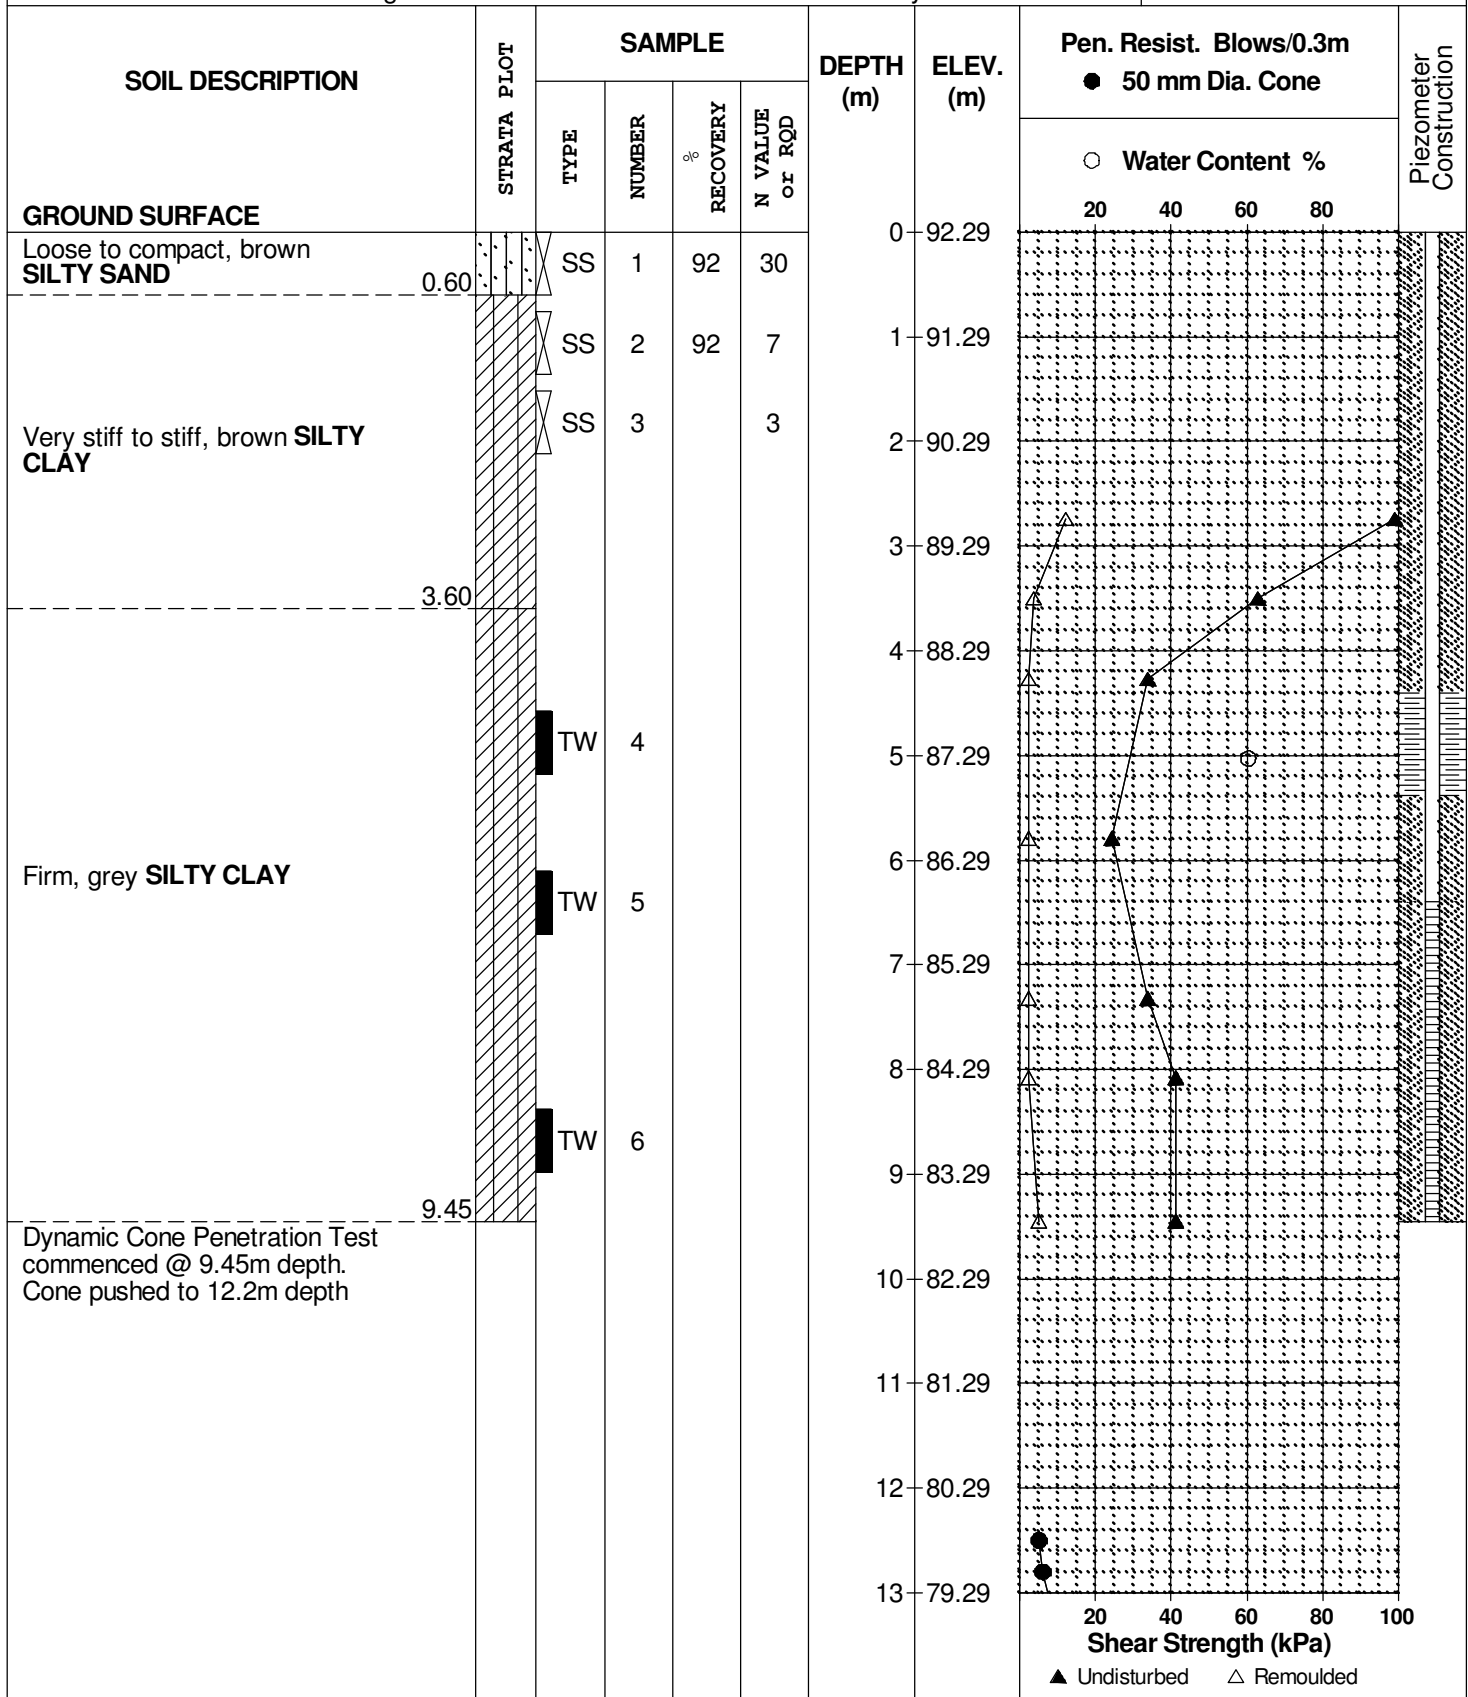 SOIL DESCRIPTION
STRATA PLOT
SAMPLE
TYPE
NUMBER
%
RECOVERY
N VALUE
or RQD
DEPTH
(m)
ELEV.
(m)
Pen. Resist. Blows/0.3m
● 50 mm Dia. Cone
○ Water Content %
20 40 60 80
Piezometer
Construction
GROUND SURFACE
0 92.29
Loose to compact, brown
SILTY SAND
0.60
SS 1 92 30
SS 2 92 7
1 91.29
SS 3 3
Very stiff to stiff, brown SILTY
CLAY
2 90.29
3 89.29
3.60
4 88.29
TW 4
5 87.29
6 86.29
Firm, grey SILTY CLAY
TW 5
7 85.29
8 84.29
TW 6
9 83.29
9.45
Dynamic Cone Penetration Test
commenced @ 9.45m depth.
Cone pushed to 12.2m depth
10 82.29
11 81.29
12 80.29
13 79.29
20 40 60 80 100
Shear Strength (kPa)
▲ Undisturbed △ Remoulded